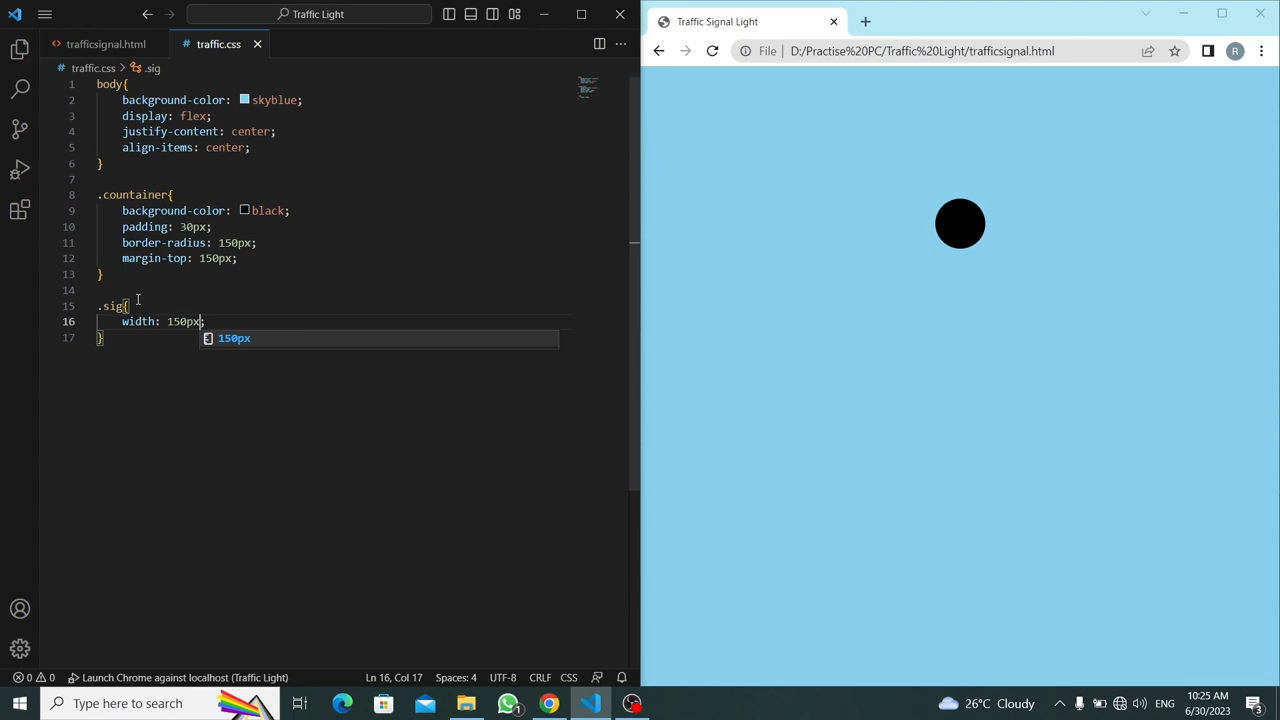 Traffic Light
trafficsignal.html
traffic.css
traffic.css > .sig
1 body{
2 background-color: skyblue;
3 display: flex;
4 justify-content: center;
5 align-items: center;
6 }
7
8 .countainer{
9 background-color: black;
10 padding: 30px;
11 border-radius: 150px;
12 margin-top: 150px;
13 }
14
15 .sig{
16 width: 150px;
150px
17 }
0 0 Launch Chrome against localhost (Traffic Light) Ln 16, Col 17 Spaces: 4 UTF-8 CRLF CSS
Traffic Signal Light
File D:/Practise%20PC/Traffic%20Light/trafficsignal.html
R
Type here to search
1
26°C Cloudy
ENG
10:25 AM
6/30/2023
3